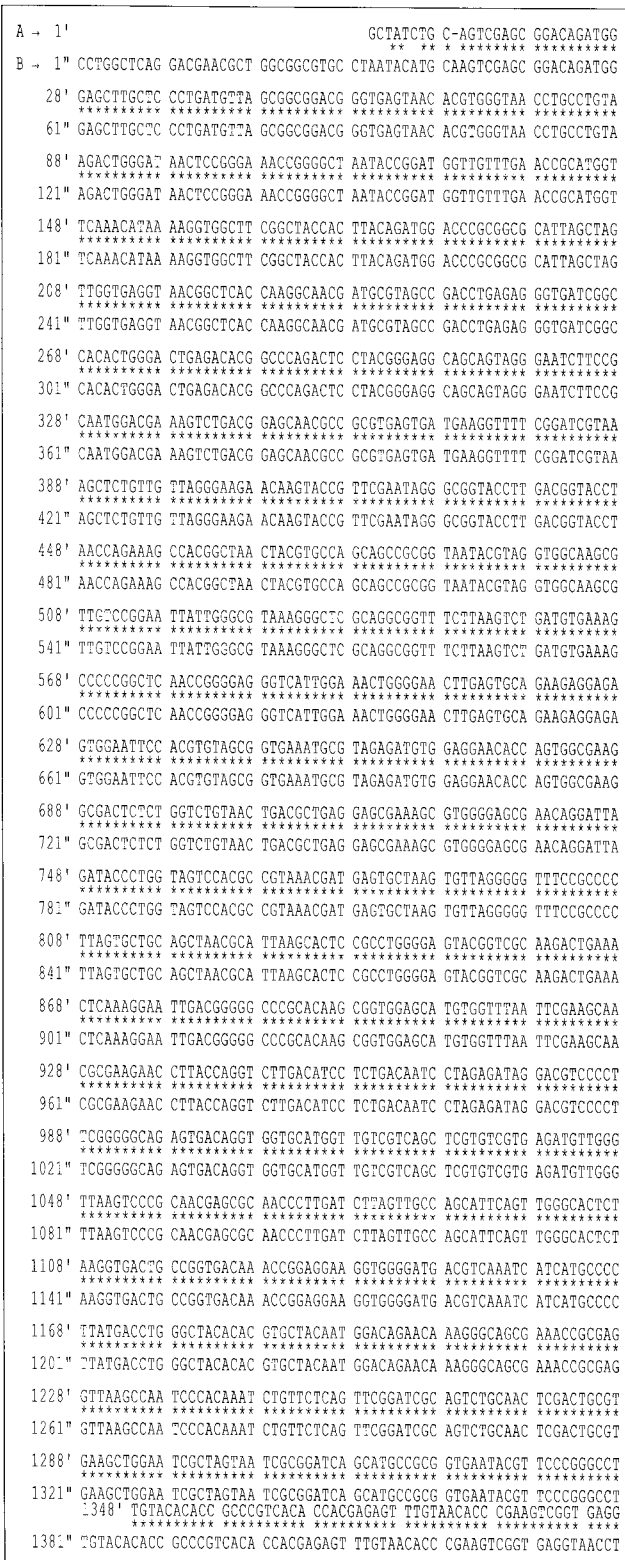 A → 1' GCTATCTG C-AGTCGAGC GGACAGATGG
** ** * ********* **********
B → 1" CCTGGCTCAG GACGAACGCT GGCGGCGTGC CTAATACATG CAAGTCGAGC GGACAGATGG
28' GAGCTTGCTC CCTGATGTTA GCGGCGGACG GGTGAGTAAC ACGTGGGTAA CCTGCCTGTA
********** ********** ********** ********** ********** **********
61" GAGCTTGCTC CCTGATGTTA GCGGCGGACG GGTGAGTAAC ACGTGGGTAA CCTGCCTGTA
88' AGACTGGGAT AACTCCGGGA AACCGGGGCT AATACCGGAT GGTTGTTTGA ACCGCATGGT
********** ********** ********** ********** ********** **********
121" AGACTGGGAT AACTCCGGGA AACCGGGGCT AATACCGGAT GGTTGTTTGA ACCGCATGGT
148' TCAAACATAA AAGGTGGCTT CGGCTACCAC TTACAGATGG ACCCGCGGCG CATTAGCTAG
********** ********** ********** ********** ********** **********
181" TCAAACATAA AAGGTGGCTT CGGCTACCAC TTACAGATGG ACCCGCGGCG CATTAGCTAG
208' TTGGTGAGGT AACGGCTCAC CAAGGCAACG ATGCGTAGCC GACCTGAGAG GGTGATCGGC
********** ********** ********** ********** ********** **********
241" TTGGTGAGGT AACGGCTCAC CAAGGCAACG ATGCGTAGCC GACCTGAGAG GGTGATCGGC
268' CACACTGGGA CTGAGACACG GCCCAGACTC CTACGGGAGG CAGCAGTAGG GAATCTTCCG
********** ********** ********** ********** ********** **********
301" CACACTGGGA CTGAGACACG GCCCAGACTC CTACGGGAGG CAGCAGTAGG GAATCTTCCG
328' CAATGGACGA AAGTCTGACG GAGCAACGCC GCGTGAGTGA TGAAGGTTTT CGGATCGTAA
********** ********** ********** ********** ********** **********
361" CAATGGACGA AAGTCTGACG GAGCAACGCC GCGTGAGTGA TGAAGGTTTT CGGATCGTAA
388' AGCTCTGTTG TTAGGGAAGA ACAAGTACCG TTCGAATAGG GCGGTACCTT GACGGTACCT
********** ********** ********** ********** ********** **********
421" AGCTCTGTTG TTAGGGAAGA ACAAGTACCG TTCGAATAGG GCGGTACCTT GACGGTACCT
448' AACCAGAAAG CCACGGCTAA CTACGTGCCA GCAGCCGCGG TAATACGTAG GTGGCAAGCG
********** ********** ********** ********** ********** **********
481" AACCAGAAAG CCACGGCTAA CTACGTGCCA GCAGCCGCGG TAATACGTAG GTGGCAAGCG
508' TTGTCCGGAA TTATTGGGCG TAAAGGGCTC GCAGGCGGTT TCTTAAGTCT GATGTGAAAG
********** ********** ********** ********** ********** **********
541" TTGTCCGGAA TTATTGGGCG TAAAGGGCTC GCAGGCGGTT TCTTAAGTCT GATGTGAAAG
568' CCCCCGGCTC AACCGGGGAG GGTCATTGGA AACTGGGGAA CTTGAGTGCA GAAGAGGAGA
********** ********** ********** ********** ********** **********
601" CCCCCGGCTC AACCGGGGAG GGTCATTGGA AACTGGGGAA CTTGAGTGCA GAAGAGGAGA
628' GTGGAATTCC ACGTGTAGCG GTGAAATGCG TAGAGATGTG GAGGAACACC AGTGGCGAAG
********** ********** ********** ********** ********** **********
661" GTGGAATTCC ACGTGTAGCG GTGAAATGCG TAGAGATGTG GAGGAACACC AGTGGCGAAG
688' GCGACTCTCT GGTCTGTAAC TGACGCTGAG GAGCGAAAGC GTGGGGAGCG AACAGGATTA
********** ********** ********** ********** ********** **********
721" GCGACTCTCT GGTCTGTAAC TGACGCTGAG GAGCGAAAGC GTGGGGAGCG AACAGGATTA
748' GATACCCTGG TAGTCCACGC CGTAAACGAT GAGTGCTAAG TGTTAGGGGG TTTCCGCCCC
********** ********** ********** ********** ********** **********
781" GATACCCTGG TAGTCCACGC CGTAAACGAT GAGTGCTAAG TGTTAGGGGG TTTCCGCCCC
808' TTAGTGCTGC AGCTAACGCA TTAAGCACTC CGCCTGGGGA GTACGGTCGC AAGACTGAAA
********** ********** ********** ********** ********** **********
841" TTAGTGCTGC AGCTAACGCA TTAAGCACTC CGCCTGGGGA GTACGGTCGC AAGACTGAAA
868' CTCAAAGGAA TTGACGGGGG CCCGCACAAG CGGTGGAGCA TGTGGTTTAA TTCGAAGCAA
********** ********** ********** ********** ********** **********
901" CTCAAAGGAA TTGACGGGGG CCCGCACAAG CGGTGGAGCA TGTGGTTTAA TTCGAAGCAA
928' CGCGAAGAAC CTTACCAGGT CTTGACATCC TCTGACAATC CTAGAGATAG GACGTCCCCT
********** ********** ********** ********** ********** **********
961" CGCGAAGAAC CTTACCAGGT CTTGACATCC TCTGACAATC CTAGAGATAG GACGTCCCCT
988' TCGGGGGCAG AGTGACAGGT GGTGCATGGT TGTCGTCAGC TCGTGTCGTG AGATGTTGGG
********** ********** ********** ********** ********** **********
1021" TCGGGGGCAG AGTGACAGGT GGTGCATGGT TGTCGTCAGC TCGTGTCGTG AGATGTTGGG
1048' TTAAGTCCCG CAACGAGCGC AACCCTTGAT CTTAGTTGCC AGCATTCAGT TGGGCACTCT
********** ********** ********** ********** ********** **********
1081" TTAAGTCCCG CAACGAGCGC AACCCTTGAT CTTAGTTGCC AGCATTCAGT TGGGCACTCT
1108' AAGGTGACTG CCGGTGACAA ACCGGAGGAA GGTGGGGATG ACGTCAAATC ATCATGCCCC
********** ********** ********** ********** ********** **********
1141" AAGGTGACTG CCGGTGACAA ACCGGAGGAA GGTGGGGATG ACGTCAAATC ATCATGCCCC
1168' TTATGACCTG GGCTACACAC GTGCTACAAT GGACAGAACA AAGGGCAGCG AAACCGCGAG
********** ********** ********** ********** ********** **********
1201" TTATGACCTG GGCTACACAC GTGCTACAAT GGACAGAACA AAGGGCAGCG AAACCGCGAG
1228' GTTAAGCCAA TCCCACAAAT CTGTTCTCAG TTCGGATCGC AGTCTGCAAC TCGACTGCGT
********** ********** ********** ********** ********** **********
1261" GTTAAGCCAA TCCCACAAAT CTGTTCTCAG TTCGGATCGC AGTCTGCAAC TCGACTGCGT
1288' GAAGCTGGAA TCGCTAGTAA TCGCGGATCA GCATGCCGCG GTGAATACGT TCCCGGGCCT
********** ********** ********** ********** ********** **********
1321" GAAGCTGGAA TCGCTAGTAA TCGCGGATCA GCATGCCGCG GTGAATACGT TCCCGGGCCT
1348' TGTACACACC GCCCGTCACA CCACGAGAGT TTGTAACACC CGAAGTCGGT GAGG
********** ********** ********** ********** ********** ****
1381" TGTACACACC GCCCGTCACA CCACGAGAGT TTGTAACACC CGAAGTCGGT GAGGTAACCT